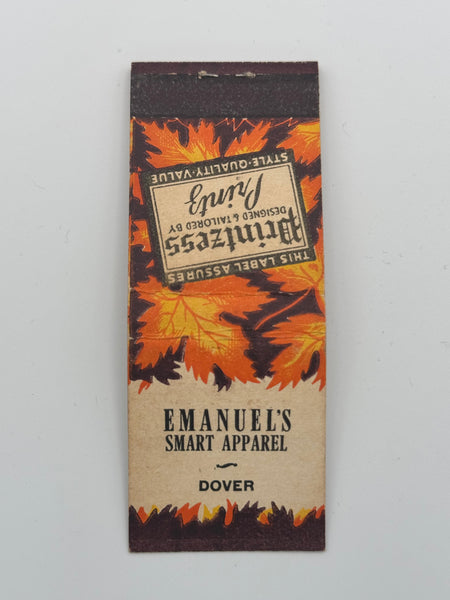 THIS LABEL ASSURES
Printzess
DESIGNED & TAILORED BY
Printz
STYLE·QUALITY·VALUE
EMANUEL'S
SMART APPAREL
DOVER